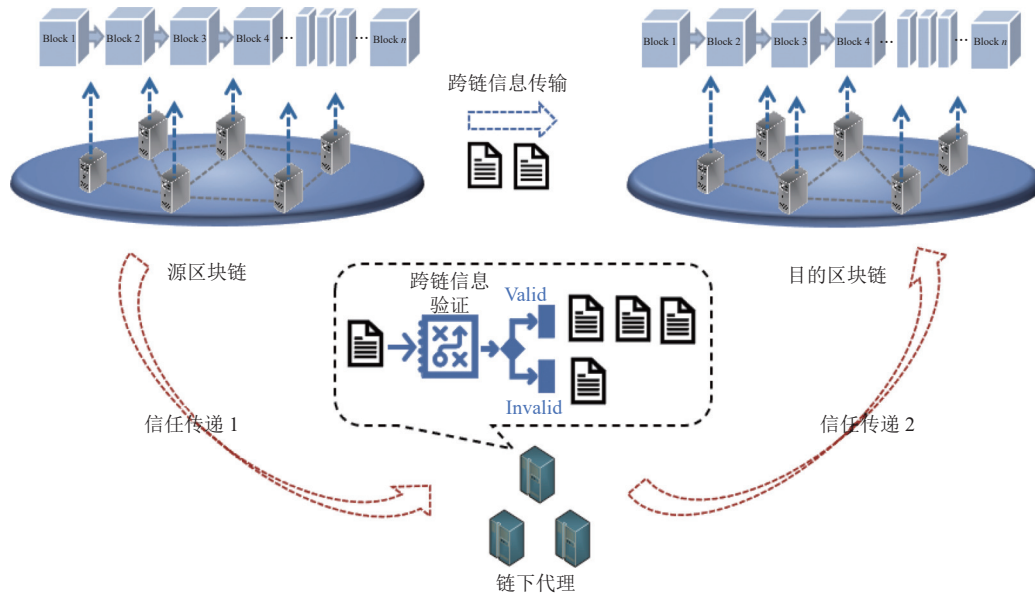 Block 1 Block 2 Block 3 Block 4 … … Block n
Block 1 Block 2 Block 3 Block 4 … … Block n
跨链信息传输
源区块链
目的区块链
跨链信息
验证
Valid
Invalid
信任传递 1
信任传递 2
链下代理